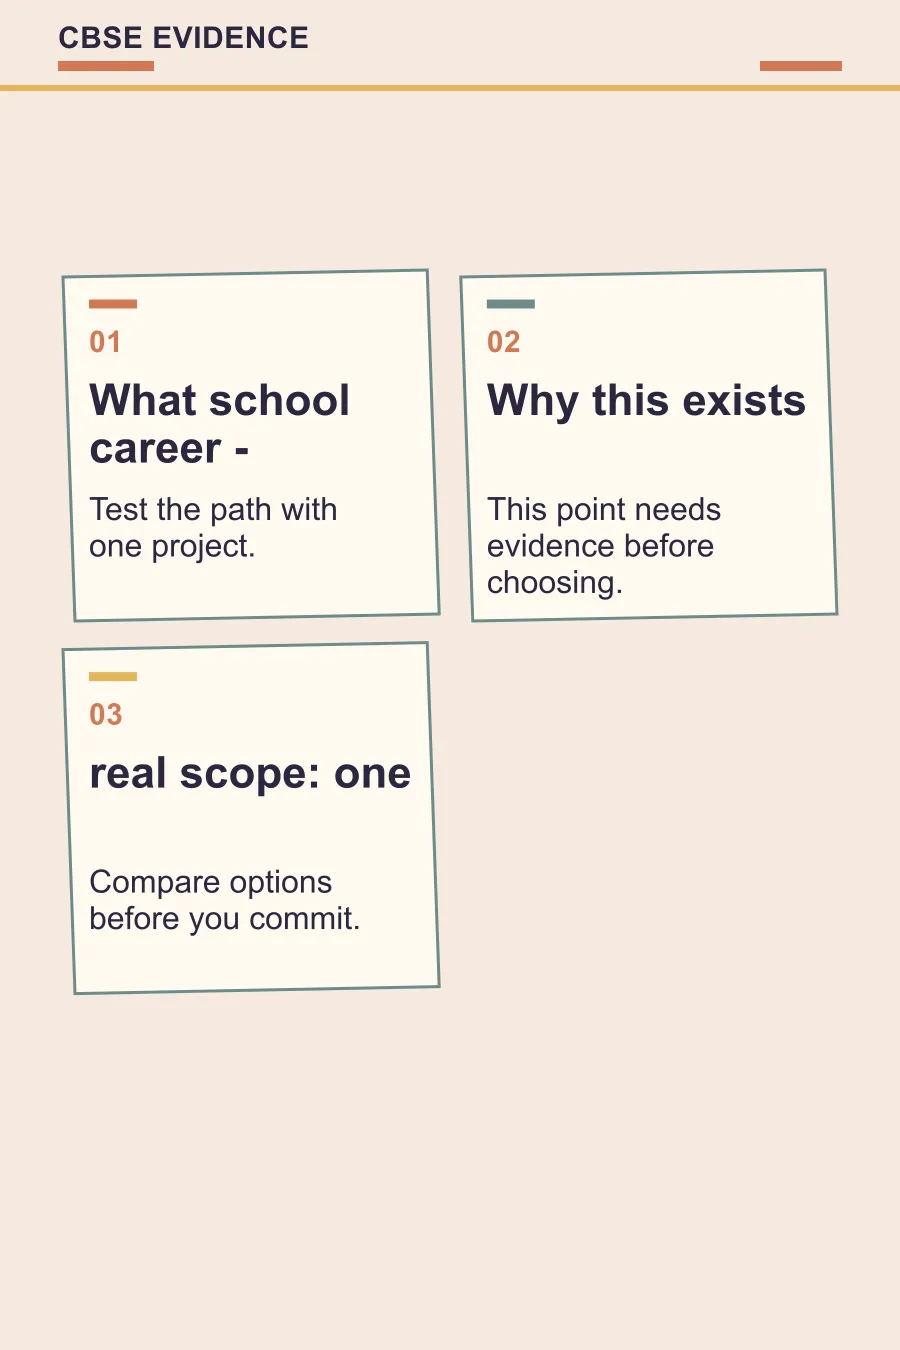 CBSE EVIDENCE
01
What school
career -
Test the path with
one project.
02
Why this exists
This point needs
evidence before
choosing.
03
real scope: one
Compare options
before you commit.